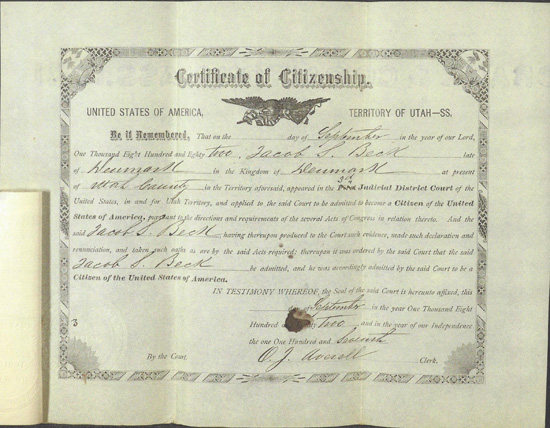 Certificate of Citizenship.
UNITED STATES OF AMERICA, TERRITORY OF UTAH—SS.
Be it Remembered, That on the day of September in the year of our Lord,
One Thousand Eight Hundred and Eighty two, Jacob S. Beck late
of Denmark in the Kingdom of Denmark at present
of Utah County in the Territory aforesaid, appeared in the 3rd Judicial District Court of the
United States, in and for Utah Territory, and applied to the said Court to be admitted to become a Citizen of the United
States of America, pursuant to the directions and requirements of the several Acts of Congress in relation thereto. And the
said Jacob S. Beck having thereupon produced to the Court such evidence, made such declaration and
renunciation, and taken such oaths as are by the said Acts required; thereupon it was ordered by the said Court that the said
Jacob S. Beck be admitted, and he was accordingly admitted by the said Court to be a
Citizen of the United States of America.
IN TESTIMONY WHEREOF, the Seal of the said Court is hereunto affixed, this
September in the year One Thousand Eight
Hundred two and in the year of our Independence
the one One Hundred and Seventh
3
By the Court O. J. Averell Clerk.